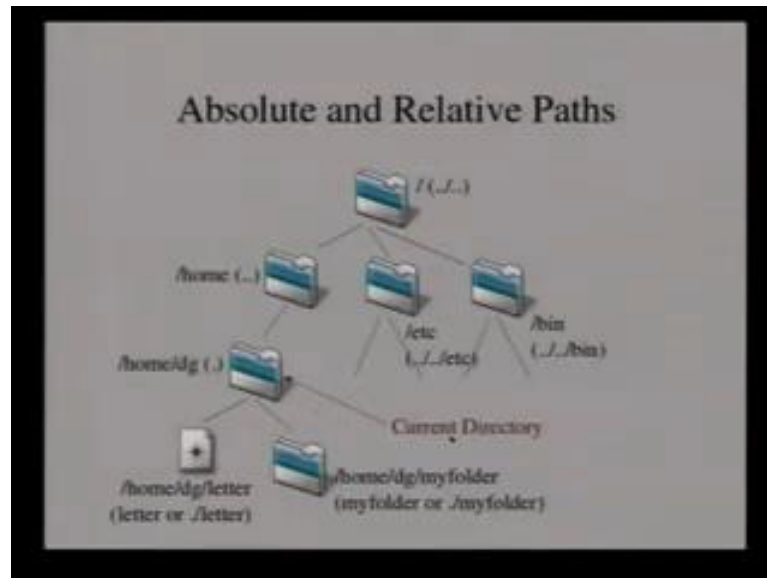 Absolute and Relative Paths
/ (../..)
/home (..)
/etc
(../../etc)
/bin
(../../bin)
/home/dg (.)
Current Directory
/home/dg/letter
(letter or ./letter)
/home/dg/myfolder
(myfolder or ./myfolder)